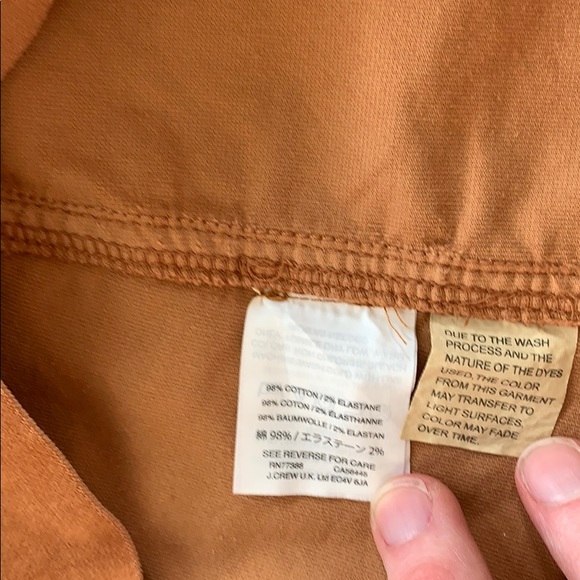 98% COTTON / 2% ELASTANE
98% COTON / 2% ELASTHANNE
98% BAUMWOLLE / 2% ELASTAN
綿 98% / エラステーン 2%
SEE REVERSE FOR CARE
RN77388 CA56445
J.CREW U.K. Ltd EC4V 6JA
DUE TO THE WASH
PROCESS AND THE
NATURE OF THE DYES
USED, THE COLOR
FROM THIS GARMENT
MAY TRANSFER TO
LIGHT SURFACES.
COLOR MAY FADE
OVER TIME.